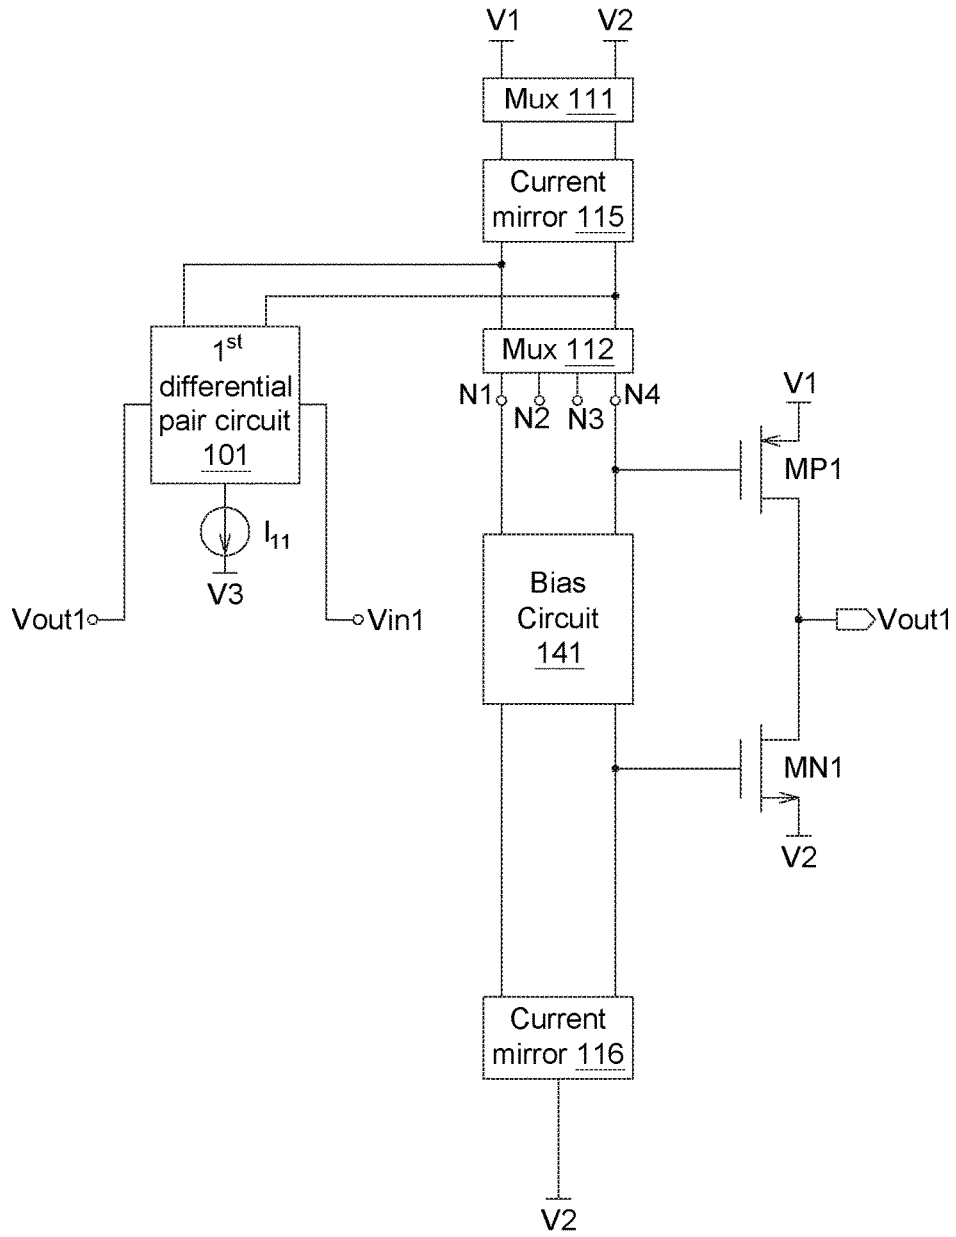 V1 V2
Mux 111
Current
mirror 115
1st
differential
pair circuit
101
Mux 112
N1 N2 N3 N4
V1
MP1
I11
V3
Vout1
Vin1
Bias
Circuit
141
Vout1
MN1
V2
Current
mirror 116
V2